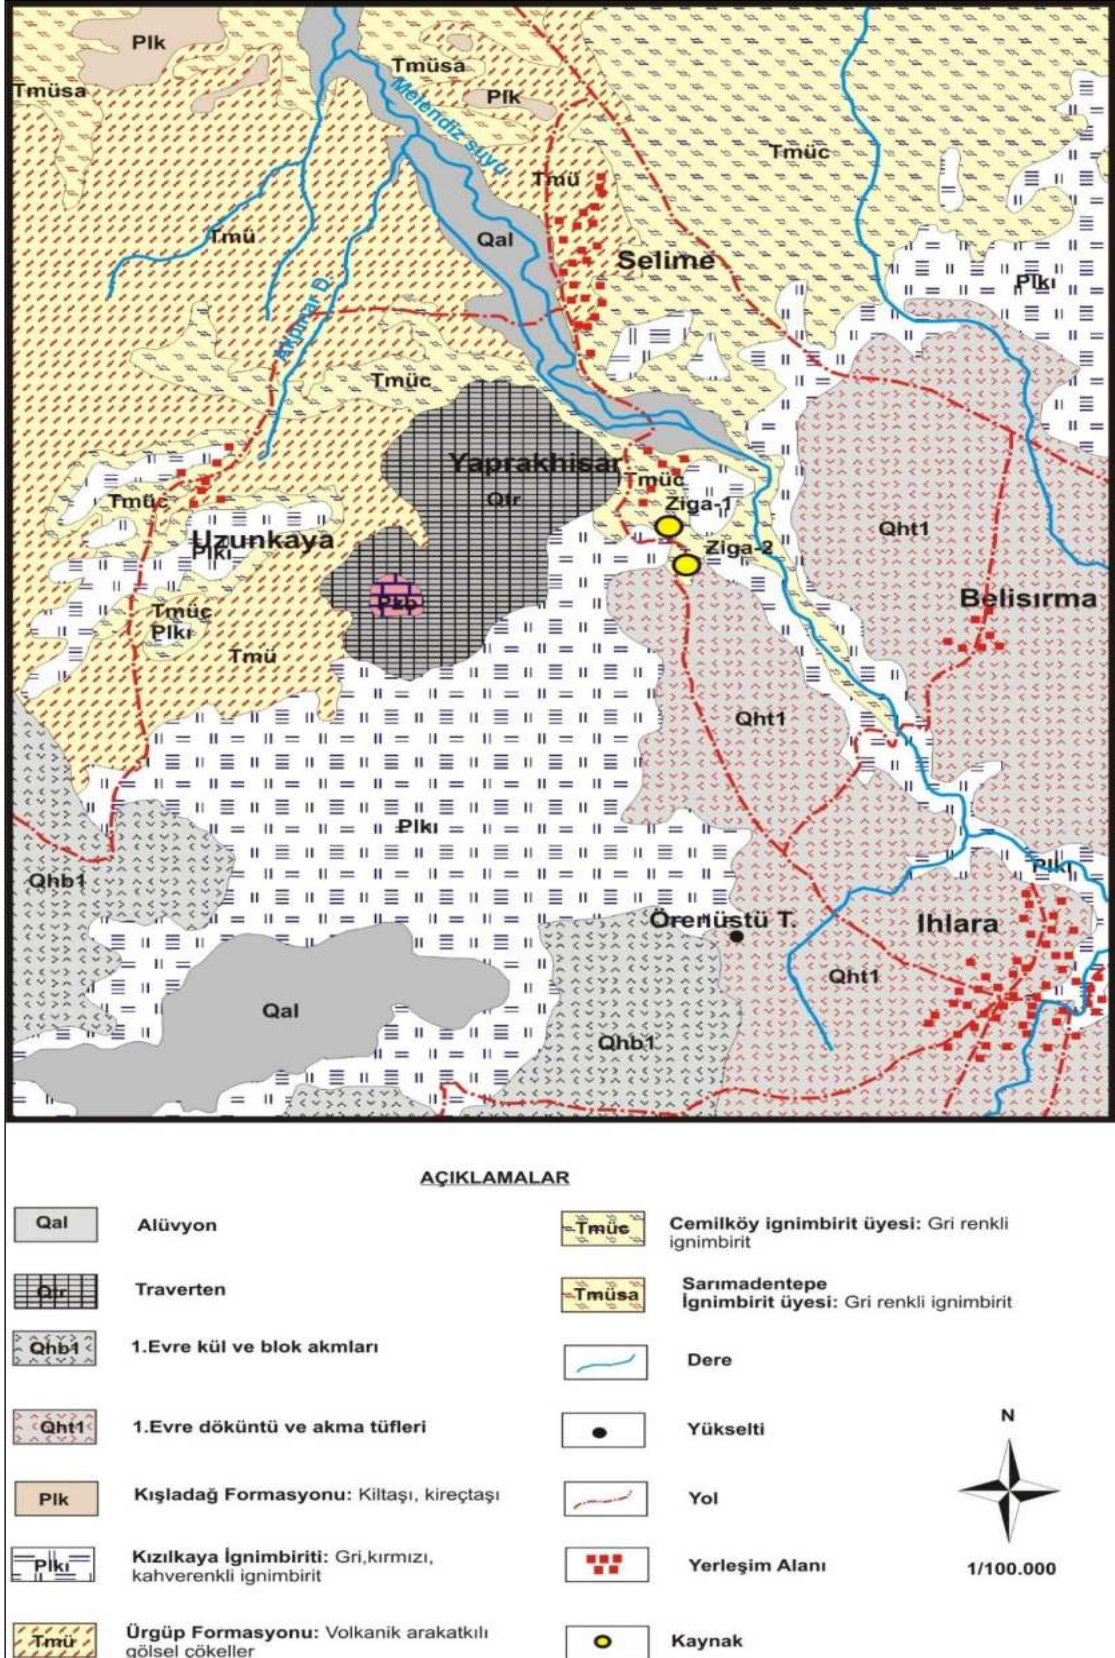 Plk
Tmüsa
Tmüsa
Plk
Melendiz suyu
Tmüc
Tmü
Tmü
Qal
Selime
Plkı
Akpınar D.
Tmüc
Yaprakhisar
Tmüc
Qtr
Ziga-1
Tmüc
Uzunkaya
Plkı
Qht1
Ziga-2
Pkb
Belisırma
Tmüc
Plkı
Tmü
Qht1
Plkı
Plkı
Qhb1
Örenüstü T.
Ihlara
Qht1
Qal
Qhb1
AÇIKLAMALAR
Qal Alüvyon
Qtr Traverten
Qhb1 1.Evre kül ve blok akmları
Qht1 1.Evre döküntü ve akma tüfleri
Plk Kışladağ Formasyonu: Kiltaşı, kireçtaşı
Plkı Kızılkaya İgnimbiriti: Gri,kırmızı,
kahverenkli ignimbirit
Tmü Ürgüp Formasyonu: Volkanik arakatkılı
gölsel çökeller
Tmüc Cemilköy ignimbirit üyesi: Gri renkli
ignimbirit
Tmüsa Sarımadentepe
İgnimbirit üyesi: Gri renkli ignimbirit
Dere
Yükselti
Yol
Yerleşim Alanı
Kaynak
N
1/100.000